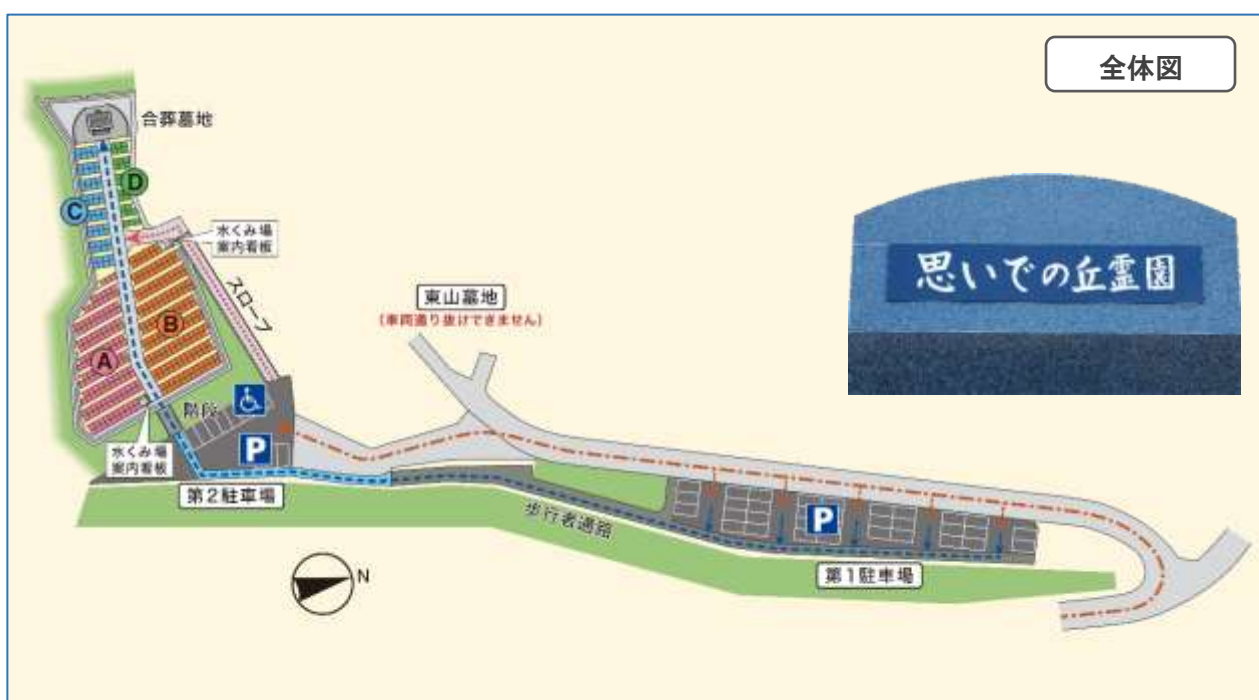 全体図
合葬墓地
D
C
水くみ場
案内看板
スロープ
思いでの丘霊園
東山墓地
(車両通り抜けできません)
B
A
階段
P
水くみ場
案内看板
第2駐車場
歩行者通路
P
第1駐車場
N